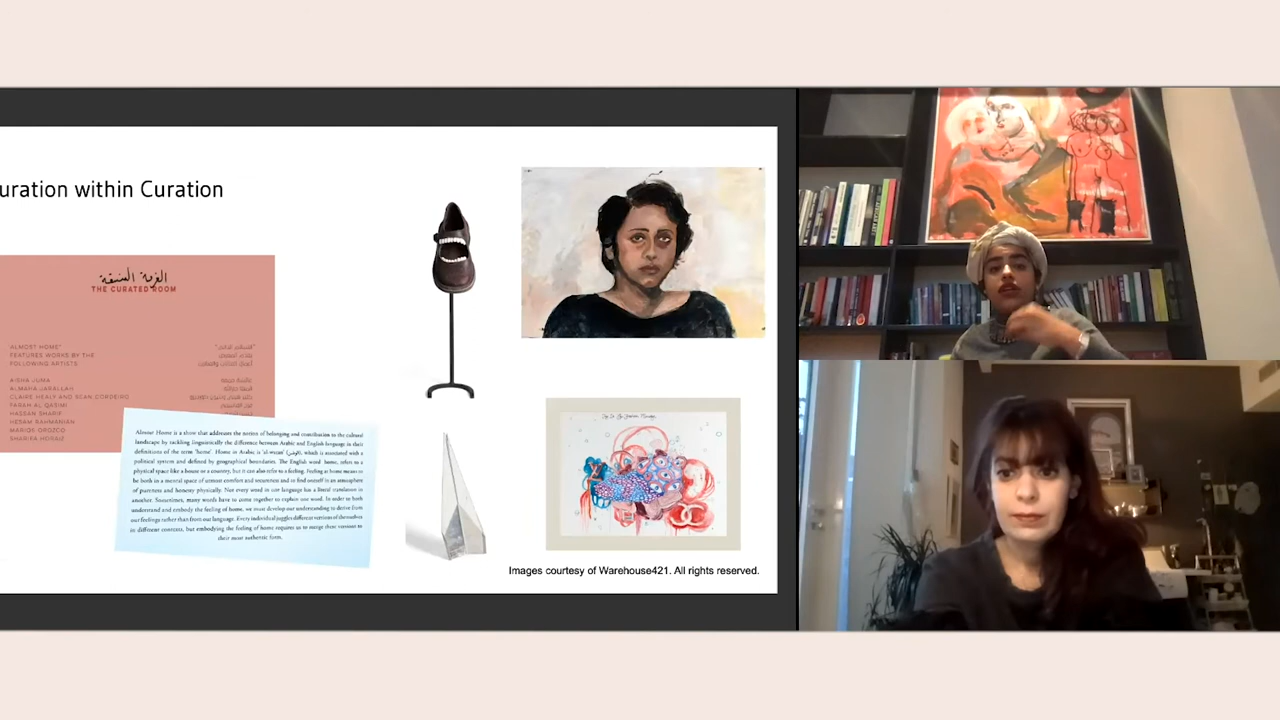 uration within Curation
الغرفة المنسقة
THE CURATED ROOM
ALMOST HOME"
FEATURES WORKS BY THE
FOLLOWING ARTISTS:
AISHA JUMA
ALMAHA JARALLAH
CLAIRE HEALY AND SEAN CORDEIRO
FARAH AL QASIMI
HASSAN SHARIF
HESAM RAHMANIAN
MARIOS OROZCO
SHARIFA HORAIZ
Almost Home is a show that addresses the notion of belonging and contribution to the cultural
landscape by tackling linguistically the difference between Arabic and English-language in their
definitions of the term 'home'. Home in Arabic is 'al-watan' (الوطن), which is associated with a
political system and defined by geographical boundaries. The English word home, refers to a
physical space like a house or a country, but it can also refer to a feeling. Feeling at home means to
be both in a mental space of utmost comfort and secureness and to find oneself in an atmosphere
of pureness and honesty physically. Not every word in our language has a literal translation in
another. Sometimes, many words have to come together to explain one word. In order to both
understand and embody the feeling of home, we must develop our understanding to derive from
our feelings rather than from our language. Every individual juggles different versions of themselves
in different contexts, but embodying the feeling of home requires us to merge these versions to
their most authentic form.
Images courtesy of Warehouse421. All rights reserved.